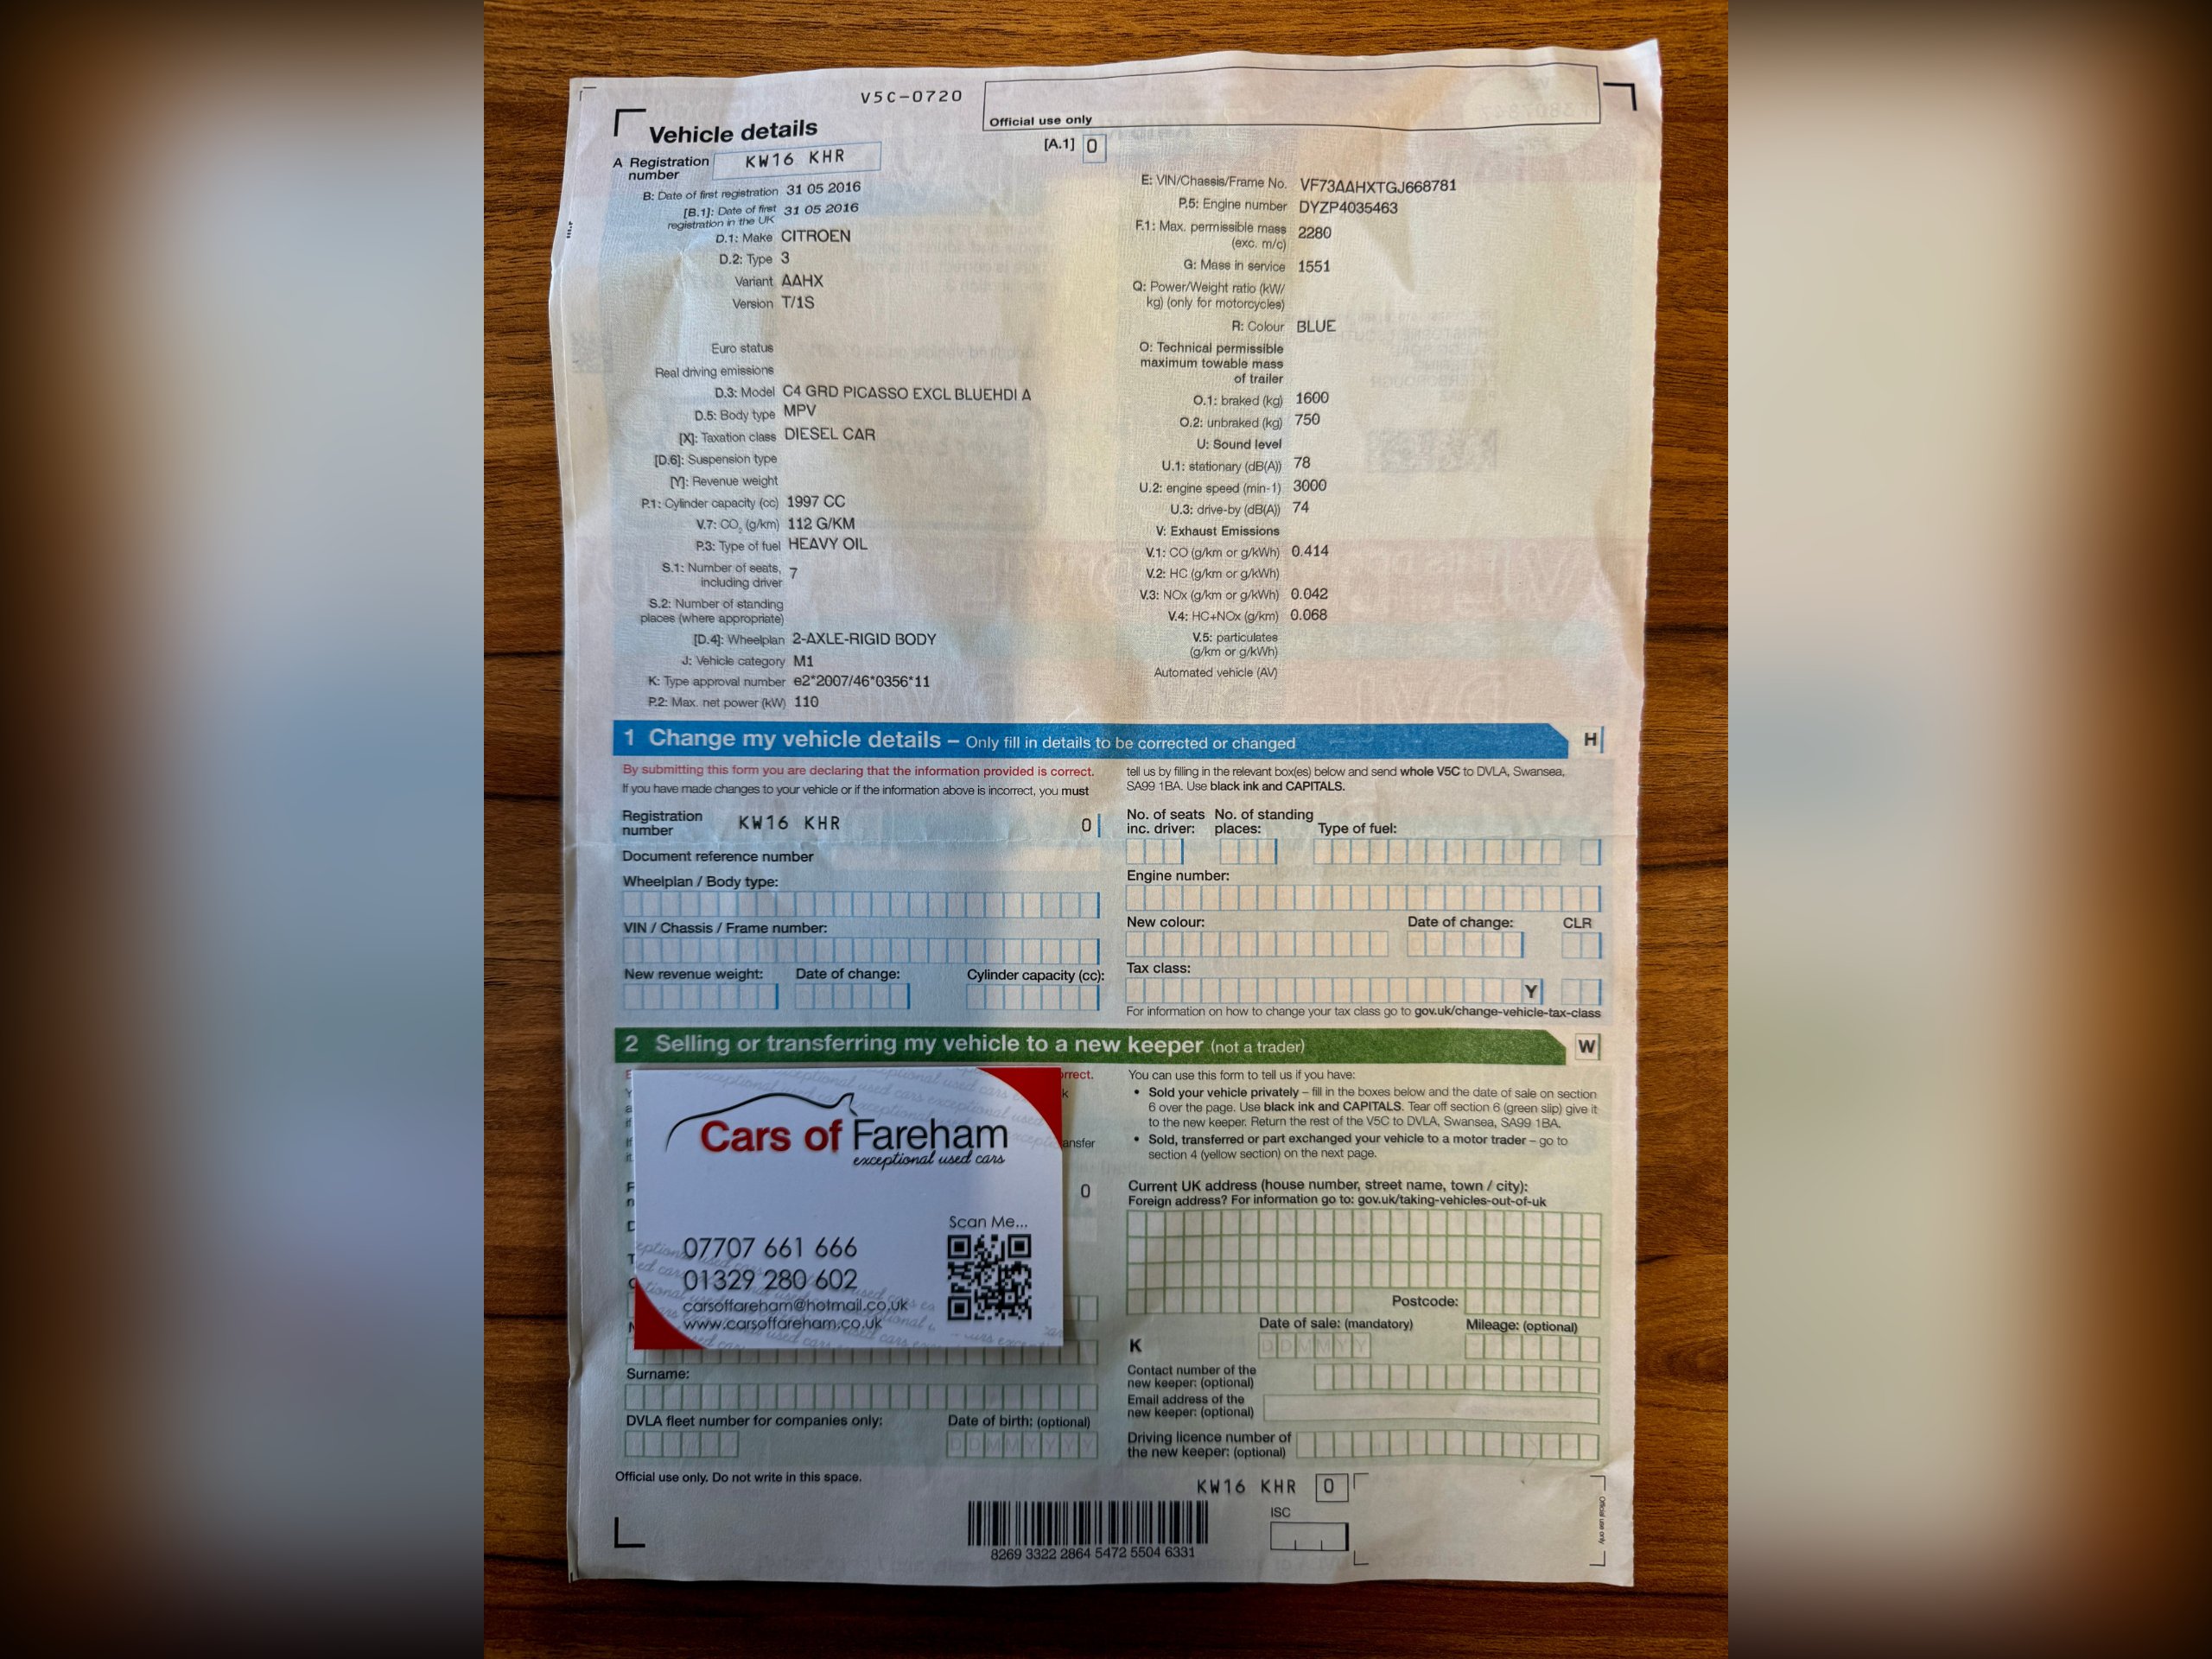 V5C-0720
Official use only
Vehicle details
A Registration number KW16 KHR
[A.1] 0
B: Date of first registration 31 05 2016
[B.1]: Date of first registration in the UK 31 05 2016
D.1: Make CITROEN
D.2: Type 3
Variant AAHX
Version T/1S
Euro status
Real driving emissions
D.3: Model C4 GRD PICASSO EXCL BLUEHDI A
D.5: Body type MPV
[X]: Taxation class DIESEL CAR
[D.6]: Suspension type
[Y]: Revenue weight
P.1: Cylinder capacity (cc) 1997 CC
V.7: CO2 (g/km) 112 G/KM
P.3: Type of fuel HEAVY OIL
S.1: Number of seats, including driver 7
S.2: Number of standing places (where appropriate)
[D.4]: Wheelplan 2-AXLE-RIGID BODY
J: Vehicle category M1
K: Type approval number e2*2007/46*0356*11
P.2: Max. net power (kW) 110
E: VIN/Chassis/Frame No. VF73AAHXTGJ668781
P.5: Engine number DYZP4035463
F.1: Max. permissible mass (exc. m/c) 2280
G: Mass in service 1551
Q: Power/Weight ratio (kW/kg) (only for motorcycles)
R: Colour BLUE
O: Technical permissible maximum towable mass of trailer
O.1: braked (kg) 1600
O.2: unbraked (kg) 750
U: Sound level
U.1: stationary (dB(A)) 78
U.2: engine speed (min-1) 3000
U.3: drive-by (dB(A)) 74
V: Exhaust Emissions
V.1: CO (g/km or g/kWh) 0.414
V.2: HC (g/km or g/kWh)
V.3: NOx (g/km or g/kWh) 0.042
V.4: HC+NOx (g/km) 0.068
V.5: particulates (g/km or g/kWh)
Automated vehicle (AV)
1 Change my vehicle details – Only fill in details to be corrected or changed H
By submitting this form you are declaring that the information provided is correct.
If you have made changes to your vehicle or if the information above is incorrect, you must
tell us by filling in the relevant box(es) below and send whole V5C to DVLA, Swansea,
SA99 1BA. Use black ink and CAPITALS.
Registration number KW16 KHR 0
Document reference number
Wheelplan / Body type:
VIN / Chassis / Frame number:
New revenue weight: Date of change: Cylinder capacity (cc):
No. of seats inc. driver: No. of standing places: Type of fuel:
Engine number:
New colour: Date of change: CLR
Tax class:
Y
For information on how to change your tax class go to gov.uk/change-vehicle-tax-class
2 Selling or transferring my vehicle to a new keeper (not a trader) W
Cars of Fareham
exceptional used cars
Scan Me...
07707 661 666
01329 280 602
carsoffareham@hotmail.co.uk
www.carsoffareham.co.uk
0
Surname:
DVLA fleet number for companies only: Date of birth: (optional)
DDMMYYYY
You can use this form to tell us if you have:
• Sold your vehicle privately – fill in the boxes below and the date of sale on section
6 over the page. Use black ink and CAPITALS. Tear off section 6 (green slip) give it
to the new keeper. Return the rest of the V5C to DVLA, Swansea, SA99 1BA.
• Sold, transferred or part exchanged your vehicle to a motor trader – go to
section 4 (yellow section) on the next page.
Current UK address (house number, street name, town / city):
Foreign address? For information go to: gov.uk/taking-vehicles-out-of-uk
Postcode:
Date of sale: (mandatory) Mileage: (optional)
K DDMMYY
Contact number of the new keeper: (optional)
Email address of the new keeper: (optional)
Driving licence number of the new keeper: (optional)
Official use only. Do not write in this space.
KW16 KHR 0
ISC
8269 3322 2864 5472 5504 6331
Official use only